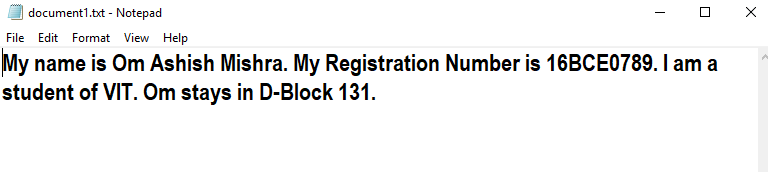 document1.txt - Notepad
File Edit Format View Help
My name is Om Ashish Mishra. My Registration Number is 16BCE0789. I am a
student of VIT. Om stays in D-Block 131.